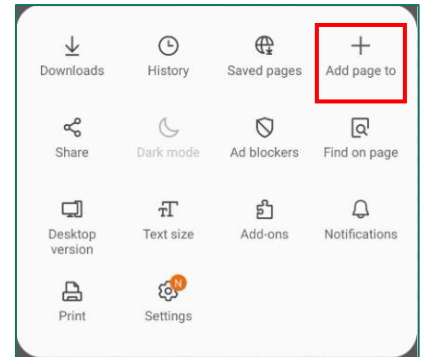 Downloads
History
Saved pages
Add page to
Share
Dark mode
Ad blockers
Find on page
Desktop
version
Text size
Add-ons
Notifications
Print
N
Settings